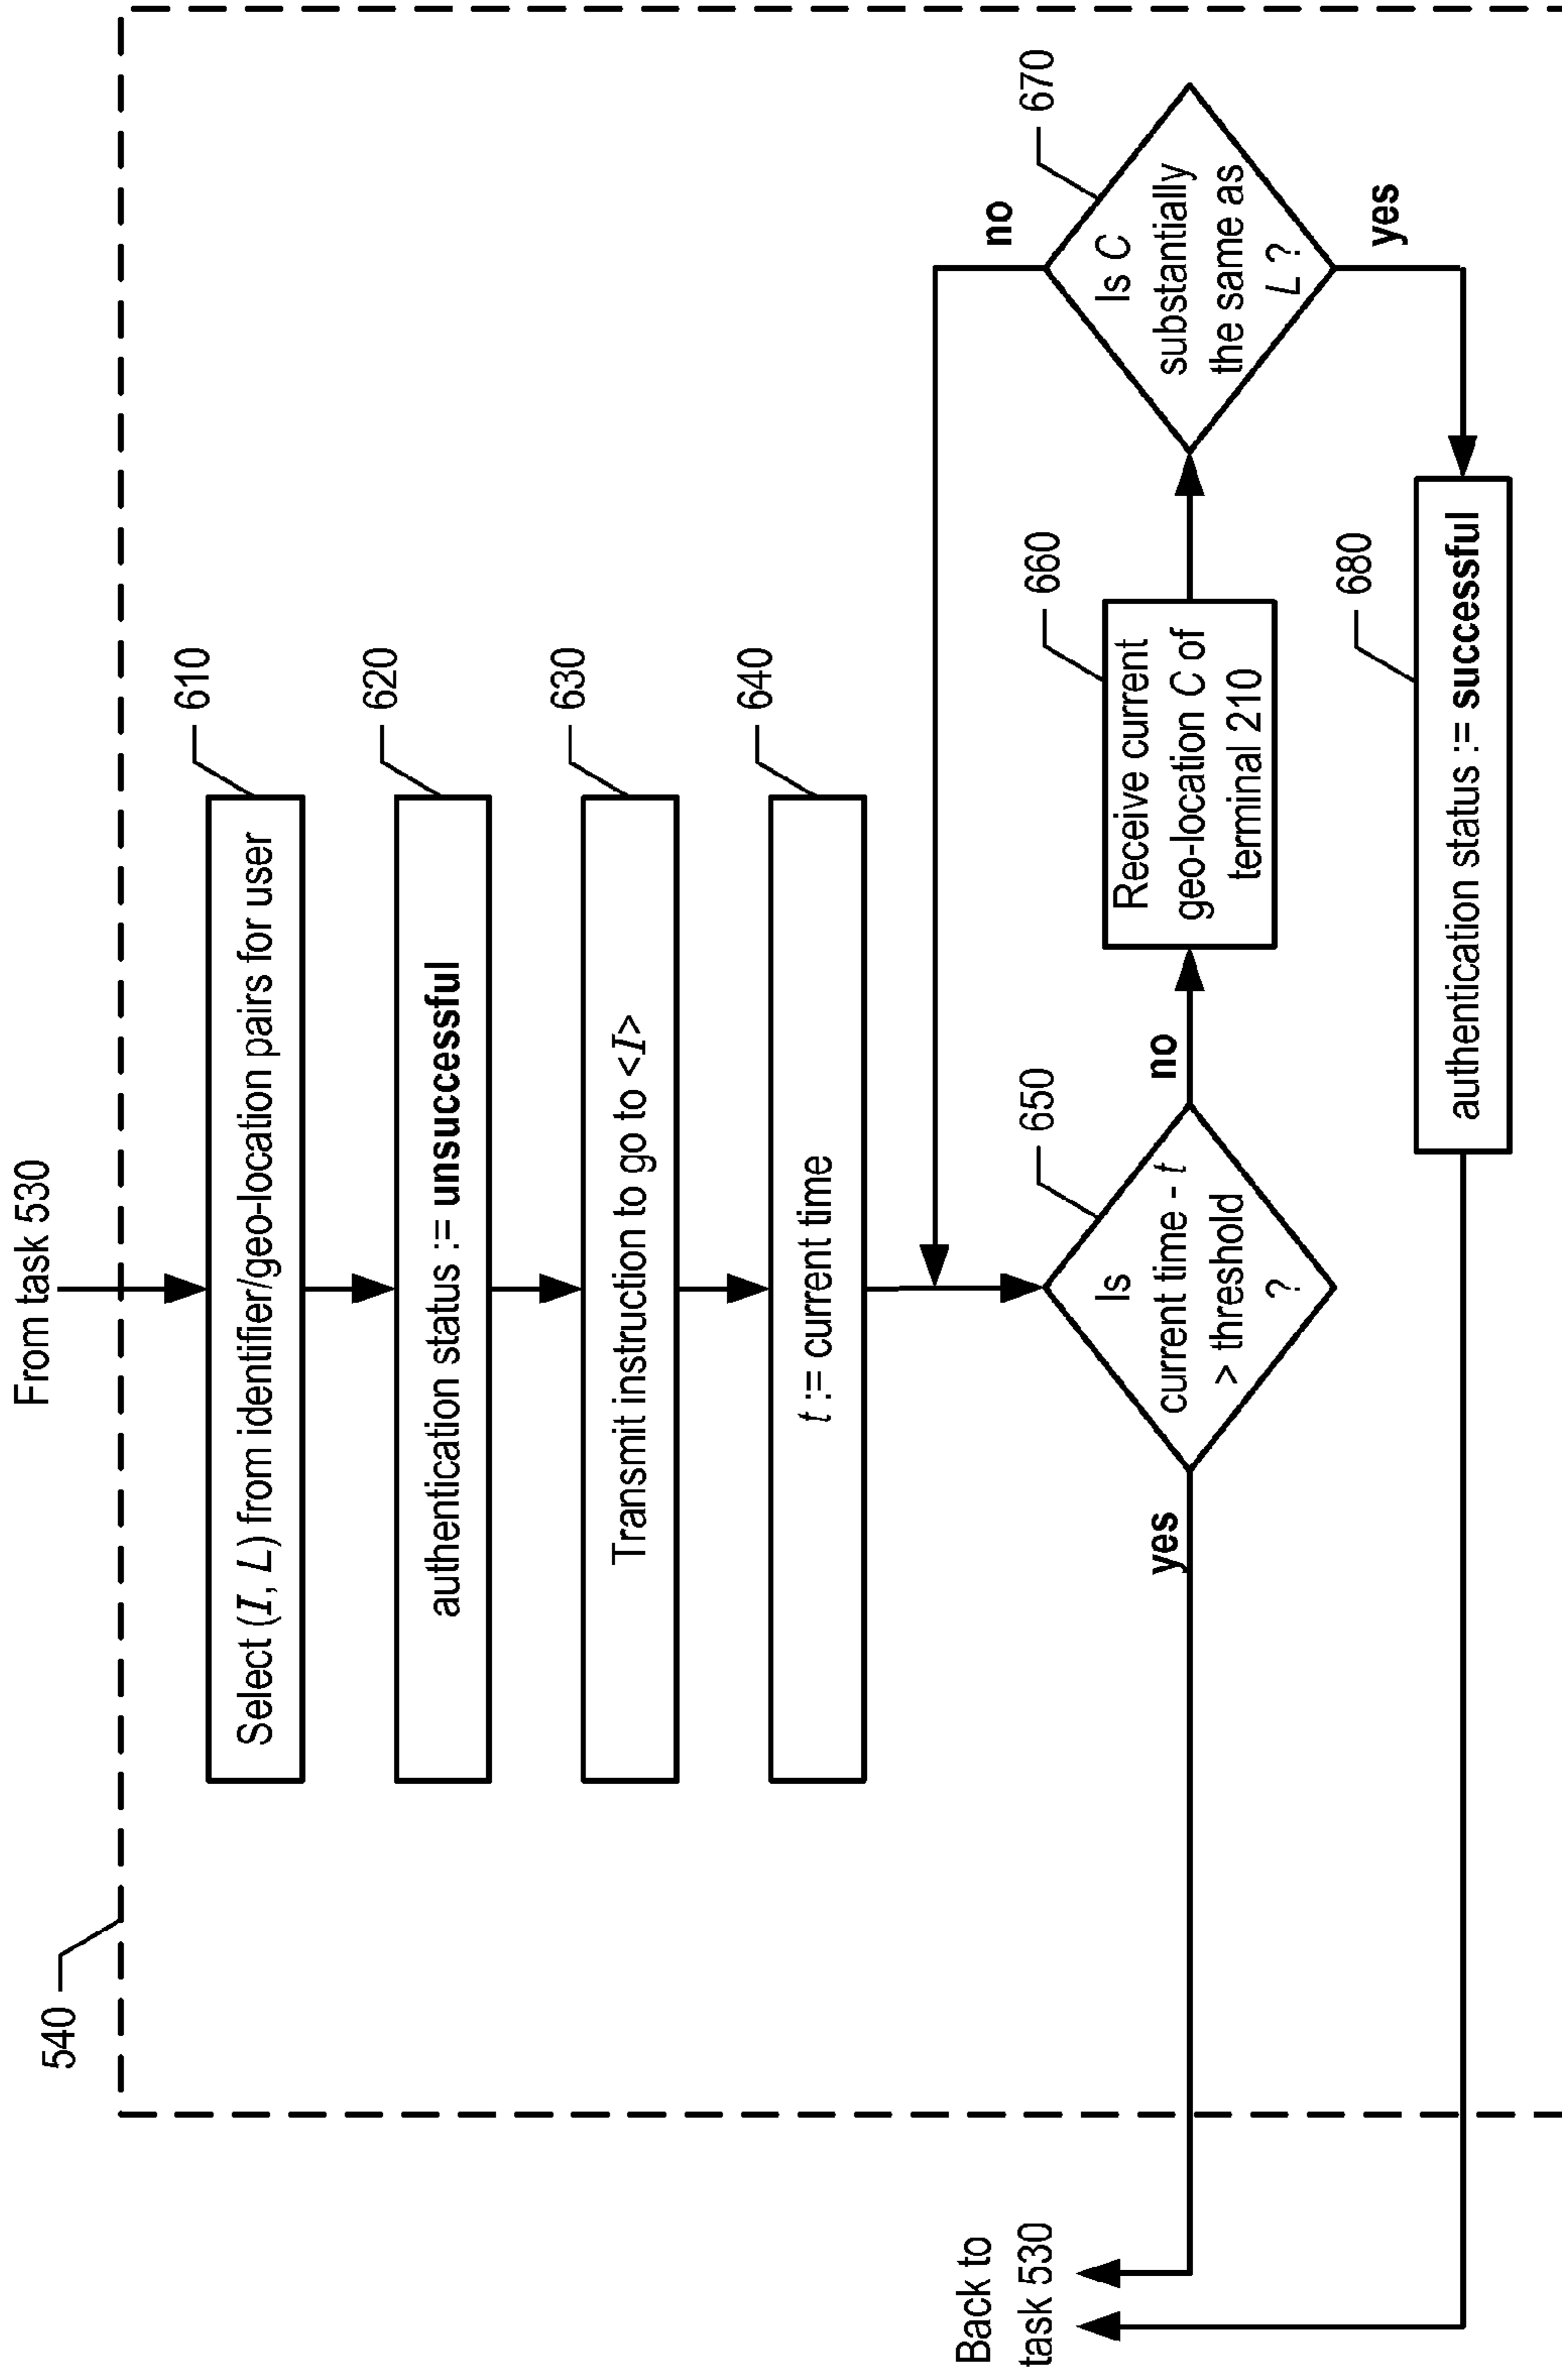 From task 530
540
610
Select (I, L) from identifier/geo-location pairs for user
620
authentication status := unsuccessful
630
Transmit instruction to go to <I>
640
t := current time
650
Is
current time - t
> threshold
?
yes
no
660
Receive current
geo-location C of
terminal 210
670
Is C
substantially
the same as
L ?
no
yes
680
authentication status := successful
Back to
task 530